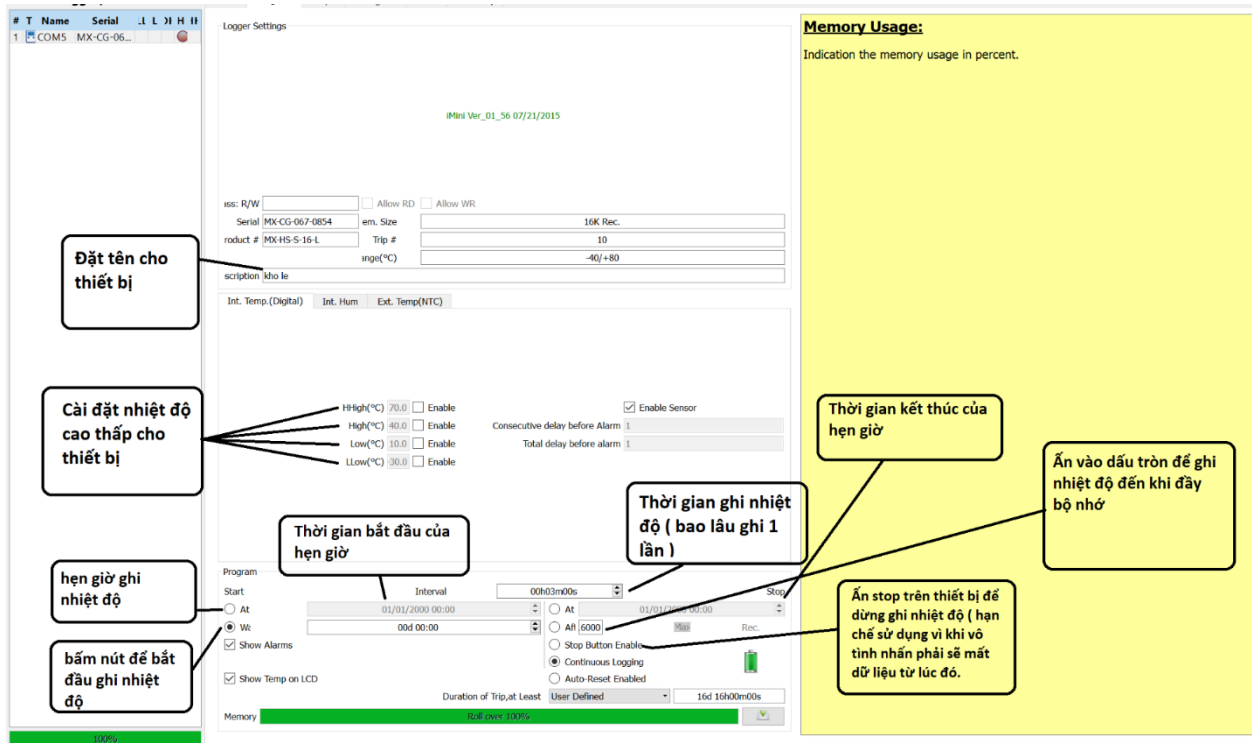 # T Name Serial
1 COM5 MX-CG-06...
100%
Logger Settings
iMini Ver_01_56 07/21/2015
ass: R/W
Allow RD
Allow WR
Serial MX-CG-067-0854
em. Size 16K Rec.
roduct # MX-HS-S-16-L
Trip # 10
ange(°C) -40/+80
scription kho le
Int. Temp.(Digital) Int. Hum Ext. Temp(NTC)
HHigh(°C) 70.0 Enable
Enable Sensor
High(°C) 40.0 Enable
Consecutive delay before Alarm 1
Low(°C) 10.0 Enable
Total delay before alarm 1
LLow(°C) -30.0 Enable
Program
Start
Interval 00h03m00s
Stop
At 01/01/2000 00:00
At 01/01/2000 00:00
00d 00:00
6000 Max Rec.
Show Alarms
Stop Button Enable
Continuous Logging
Show Temp on LCD
Auto-Reset Enabled
Duration of Trip,at Least User Defined 16d 16h00m00s
Memory Roll over 100%
Memory Usage:
Indication the memory usage in percent.
Đặt tên cho
thiết bị
Cài đặt nhiệt độ
cao thấp cho
thiết bị
hẹn giờ ghi
nhiệt độ
bấm nút để bắt
đầu ghi nhiệt
độ
Thời gian bắt đầu của
hẹn giờ
Thời gian ghi nhiệt
độ ( bao lâu ghi 1
lần )
Thời gian kết thúc của
hẹn giờ
Ấn vào dấu tròn để ghi
nhiệt độ đến khi đầy
bộ nhớ
Ấn stop trên thiết bị để
dừng ghi nhiệt độ ( hạn
chế sử dụng vì khi vô
tình nhấn phải sẽ mất
dữ liệu từ lúc đó.